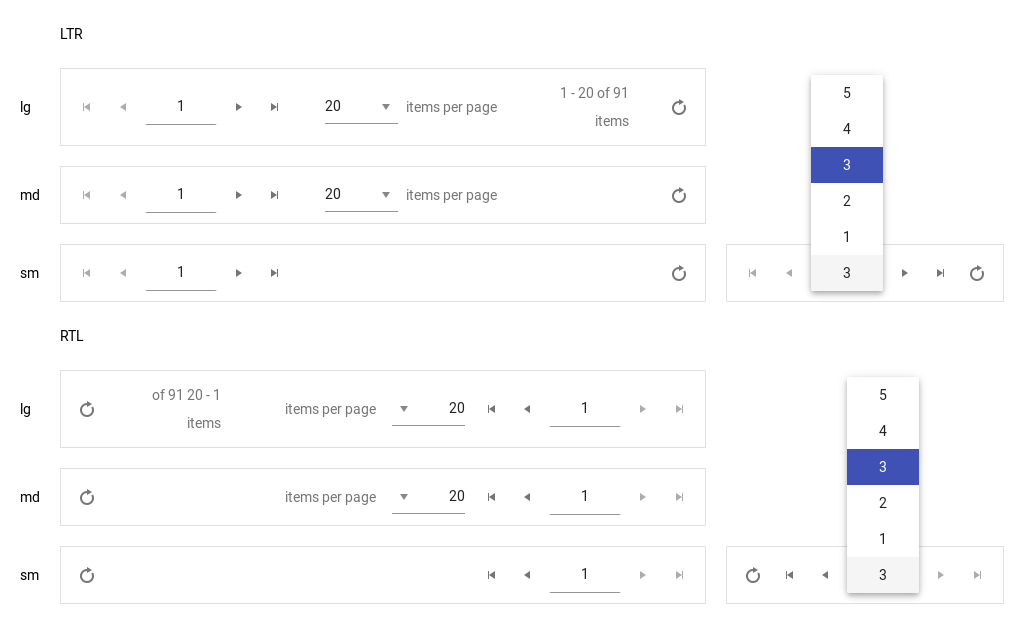 LTR
lg
1
20
items per page
1 - 20 of 91
items
md
1
20
items per page
sm
1
5
4
3
2
1
3
RTL
lg
of 91 20 - 1
items
items per page
20
1
md
items per page
20
1
sm
1
5
4
3
2
1
3